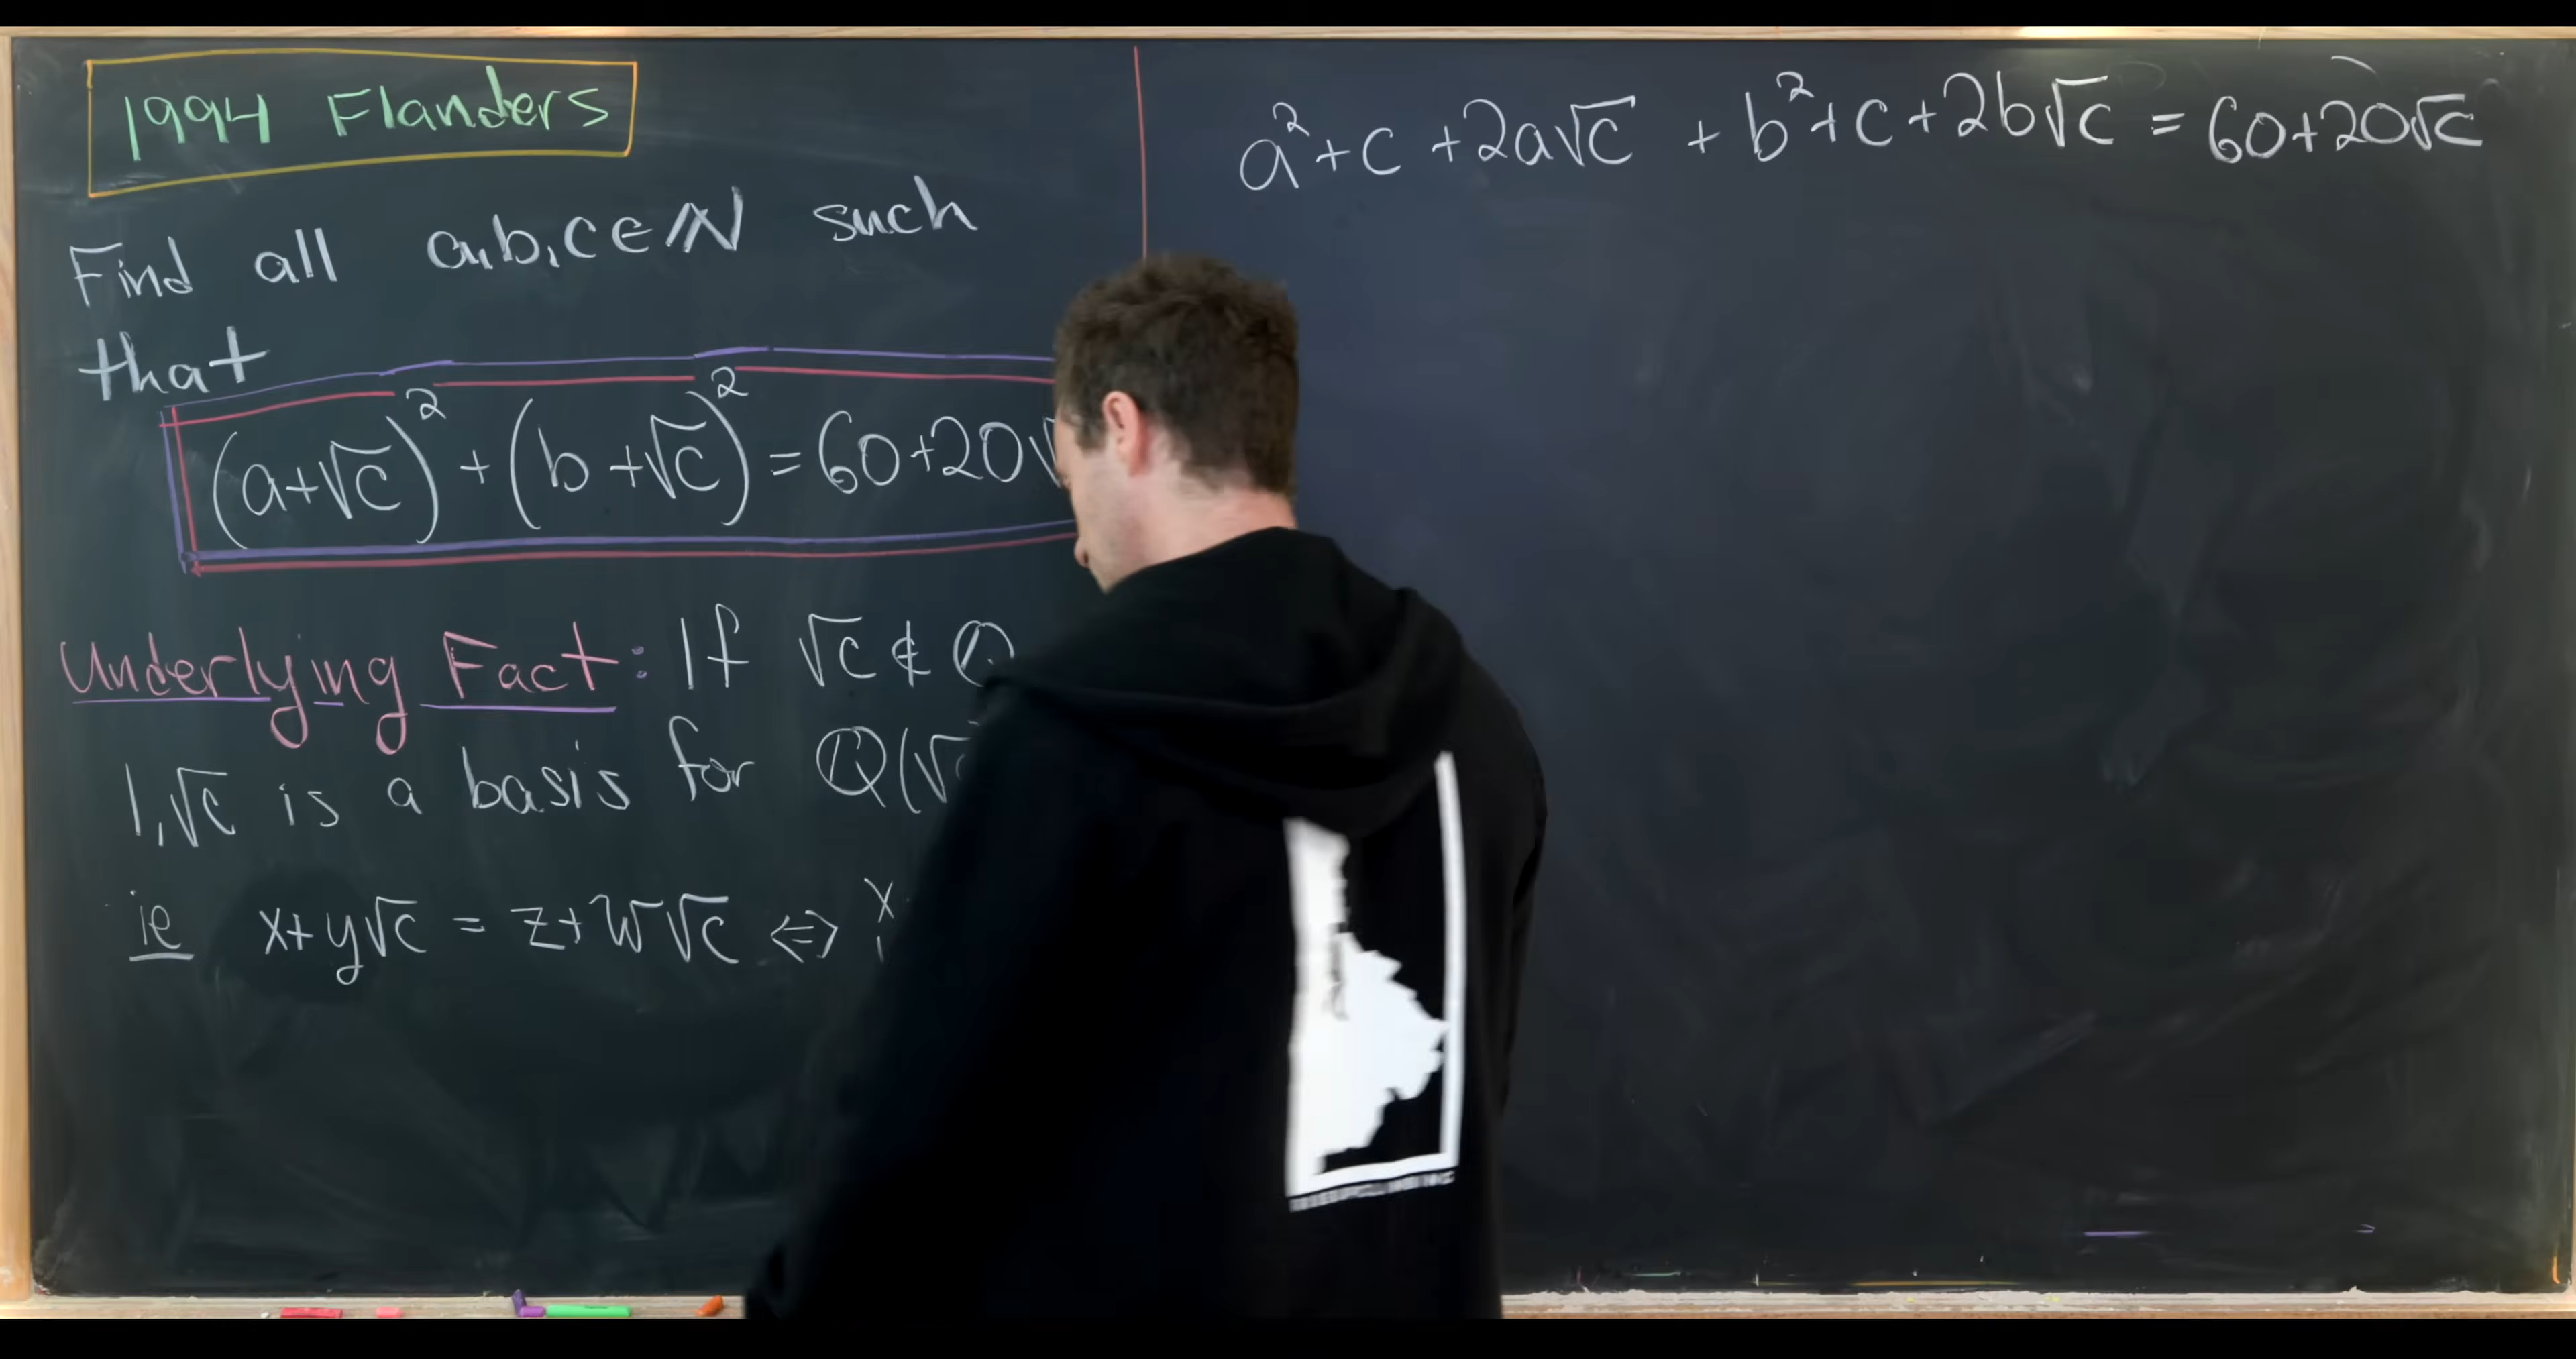 1994 Flanders
Find all a,b,c∈ℕ such
that
(a+√c)² + (b+√c)² = 60+20√
Underlying Fact: If √c ∉ ℚ
1,√c is a basis for ℚ(√c
ie x+y√c = z+w√c ⇔ x
a²+c +2a√c + b²+c+2b√c = 60+20√c